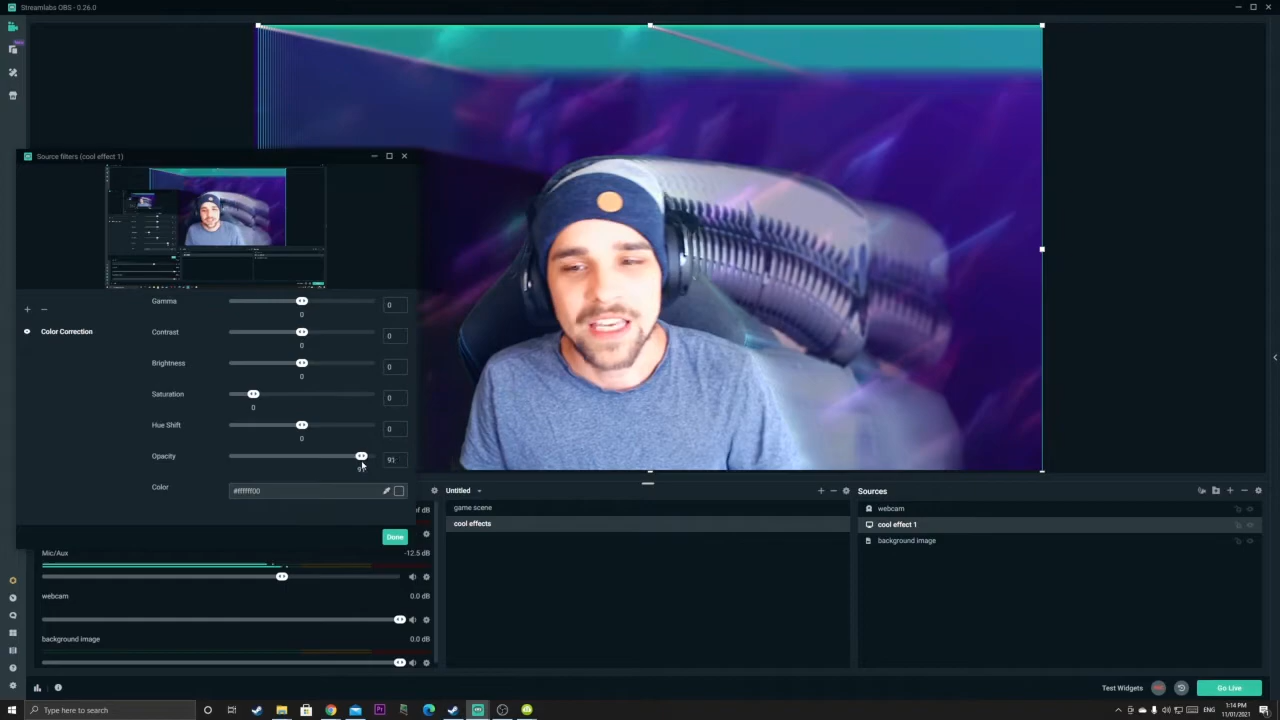 Streamlabs OBS - 0.26.0
Source filters (cool effect 1)
Gamma
0
0
Contrast
0
0
Brightness
0
0
Saturation
0
0
Hue Shift
0
0
Opacity
91
Color
#ffffff00
Color Correction
Done
Mic/Aux
-12.5 dB
webcam
0.0 dB
background image
0.0 dB
Untitled
game scene
cool effects
Sources
webcam
cool effect 1
background image
Test Widgets
REC
Go Live
Type here to search
ENG
1:14 PM
11/01/2021